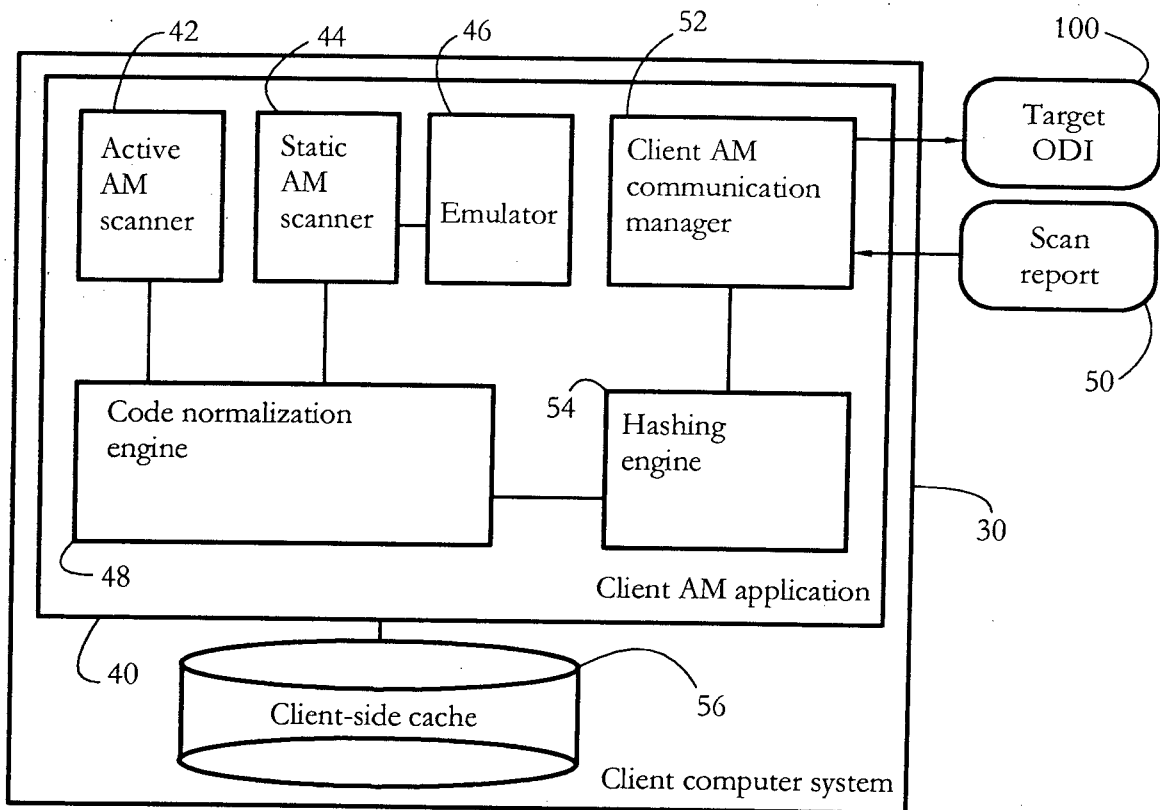 42
44
46
52
100
Active
AM
scanner
Static
AM
scanner
Emulator
Client AM
communication
manager
Target
ODI
Scan
report
50
Code normalization
engine
54
Hashing
engine
30
48
Client AM application
40
Client-side cache
56
Client computer system